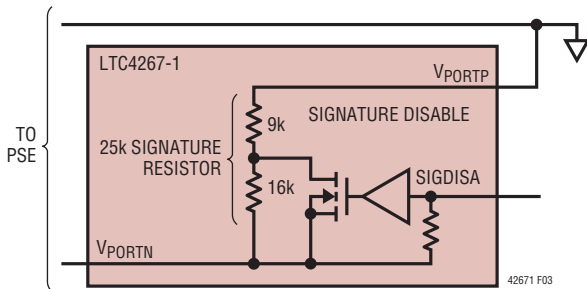 LTC4267-1
VPORTP
9k
SIGNATURE DISABLE
TO
PSE
25k SIGNATURE
RESISTOR
16k
SIGDISA
VPORTN
42671 F03